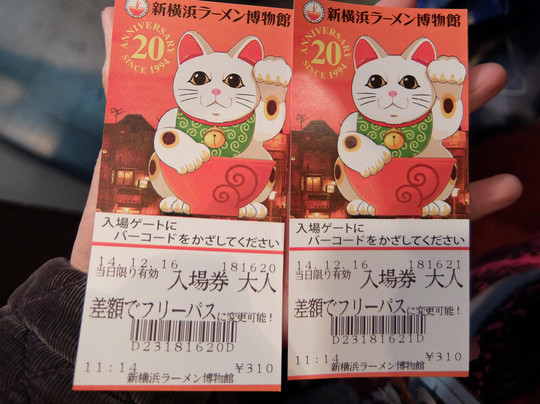 新横浜ラーメン博物館
ANNIVERSARY
20th
SINCE 1994
入場ゲートに
バーコードをかざしてください
14.12.16 181620
当日限り有効 入場券 大人
差額でフリーパスに変更可能!
D23181620D
11:14 ¥310
新横浜ラーメン博物館
新横浜ラーメン博物館
ANNIVERSARY
20th
SINCE 1994
入場ゲートに
バーコードをかざしてください
14.12.16 181621
当日限り有効 入場券 大人
差額でフリーパスに変更可能!
D23181621D
11:14 ¥310
新横浜ラーメン博物館